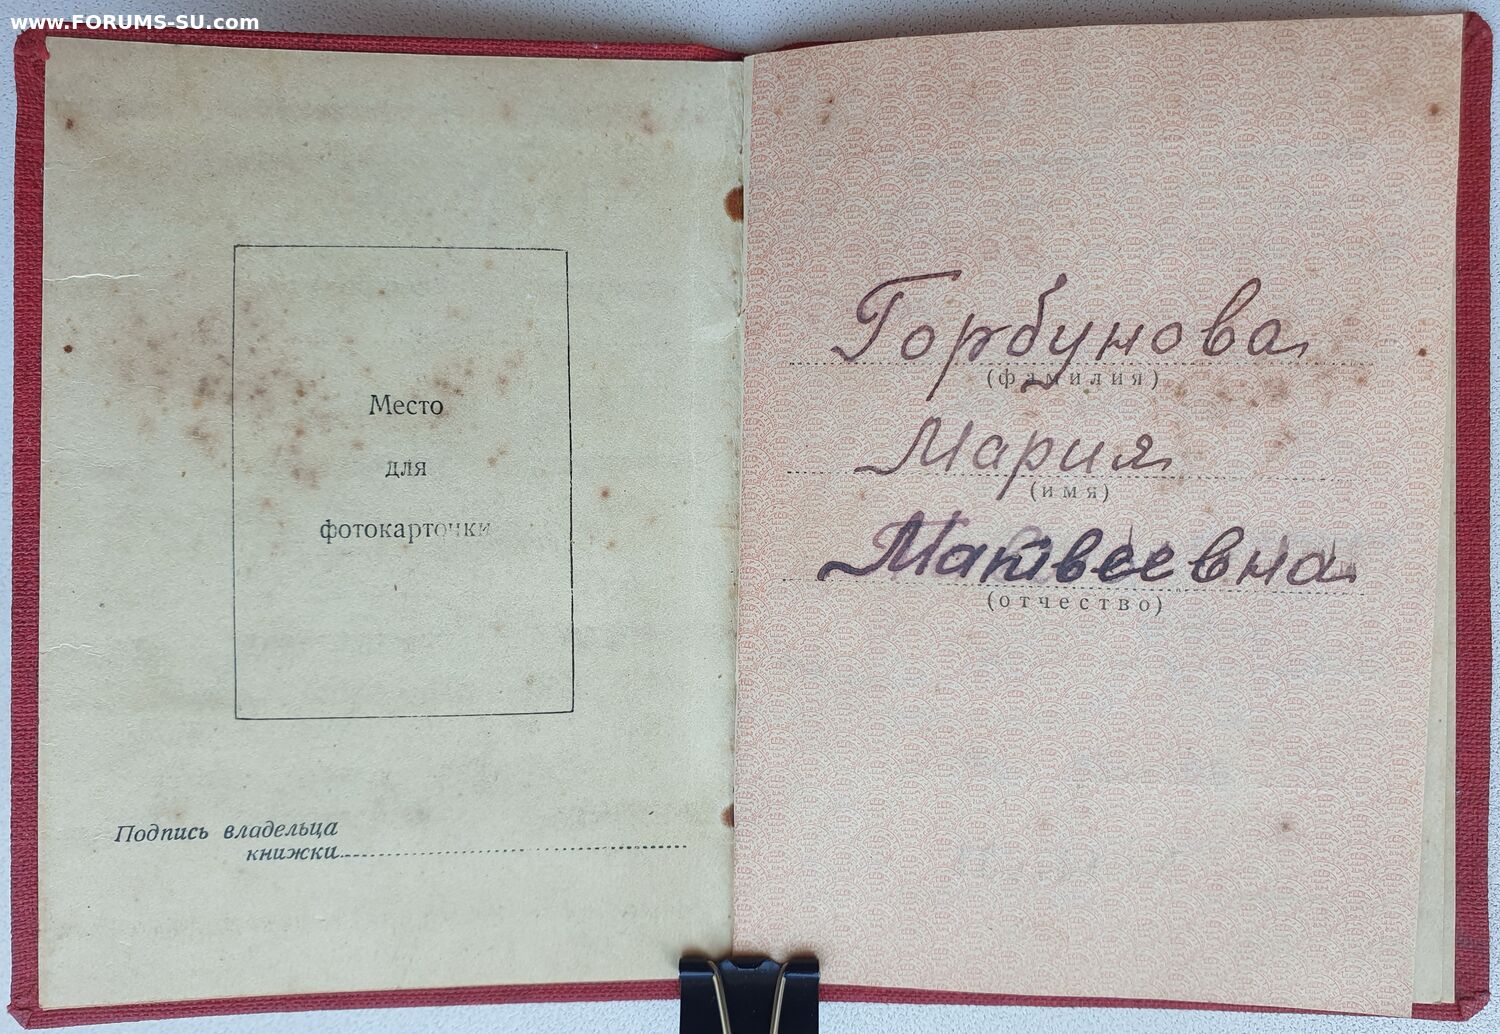 www.FORUMS-SU.com
Место
для
фотокарточки
Подпись владельца
книжки
Горбунова
(фамилия)
Мария
(имя)
Матвеевна
(отчество)